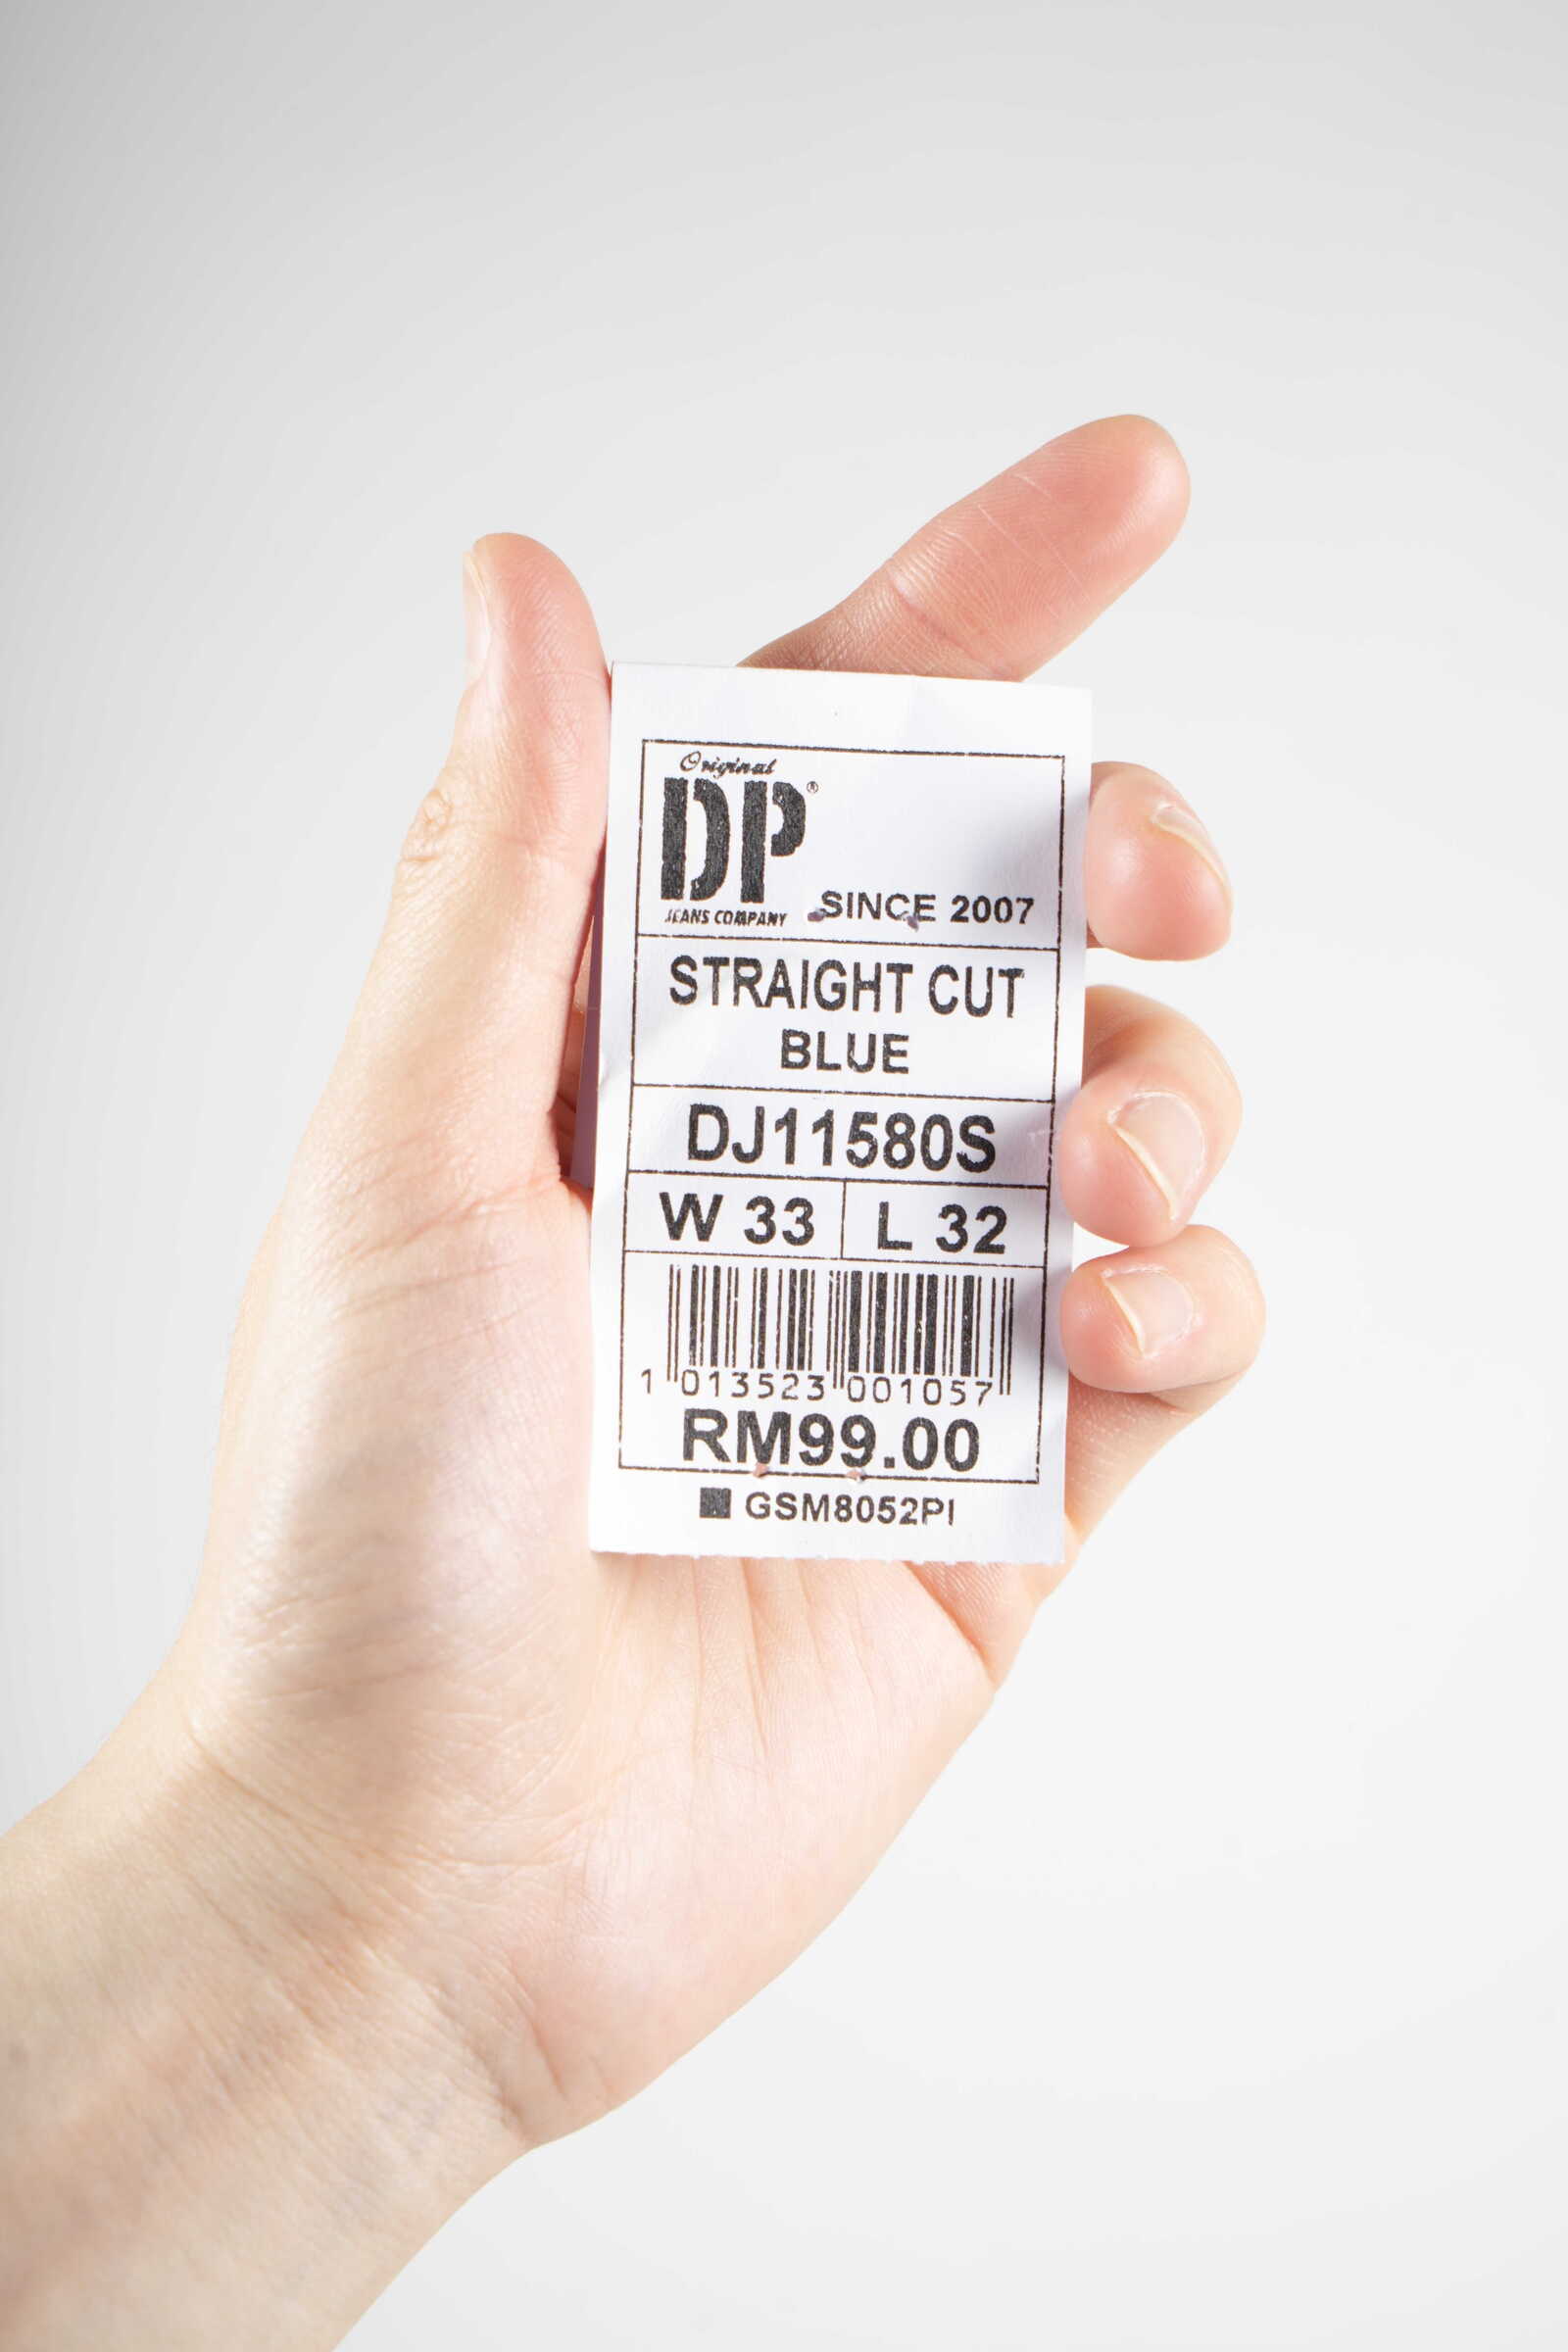 Original
DP®
JEANS COMPANY
SINCE 2007
STRAIGHT CUT
BLUE
DJ11580S
W 33 L 32
1 013523 001057
RM99.00
GSM8052PI